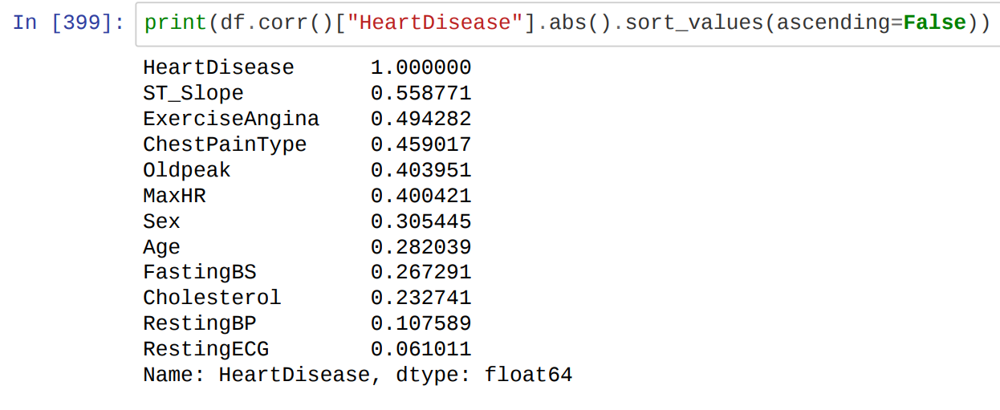 In [399]: print(df.corr()["HeartDisease"].abs().sort_values(ascending=False))
HeartDisease      1.000000
ST_Slope          0.558771
ExerciseAngina    0.494282
ChestPainType     0.459017
Oldpeak           0.403951
MaxHR             0.400421
Sex               0.305445
Age               0.282039
FastingBS         0.267291
Cholesterol       0.232741
RestingBP         0.107589
RestingECG        0.061011
Name: HeartDisease, dtype: float64